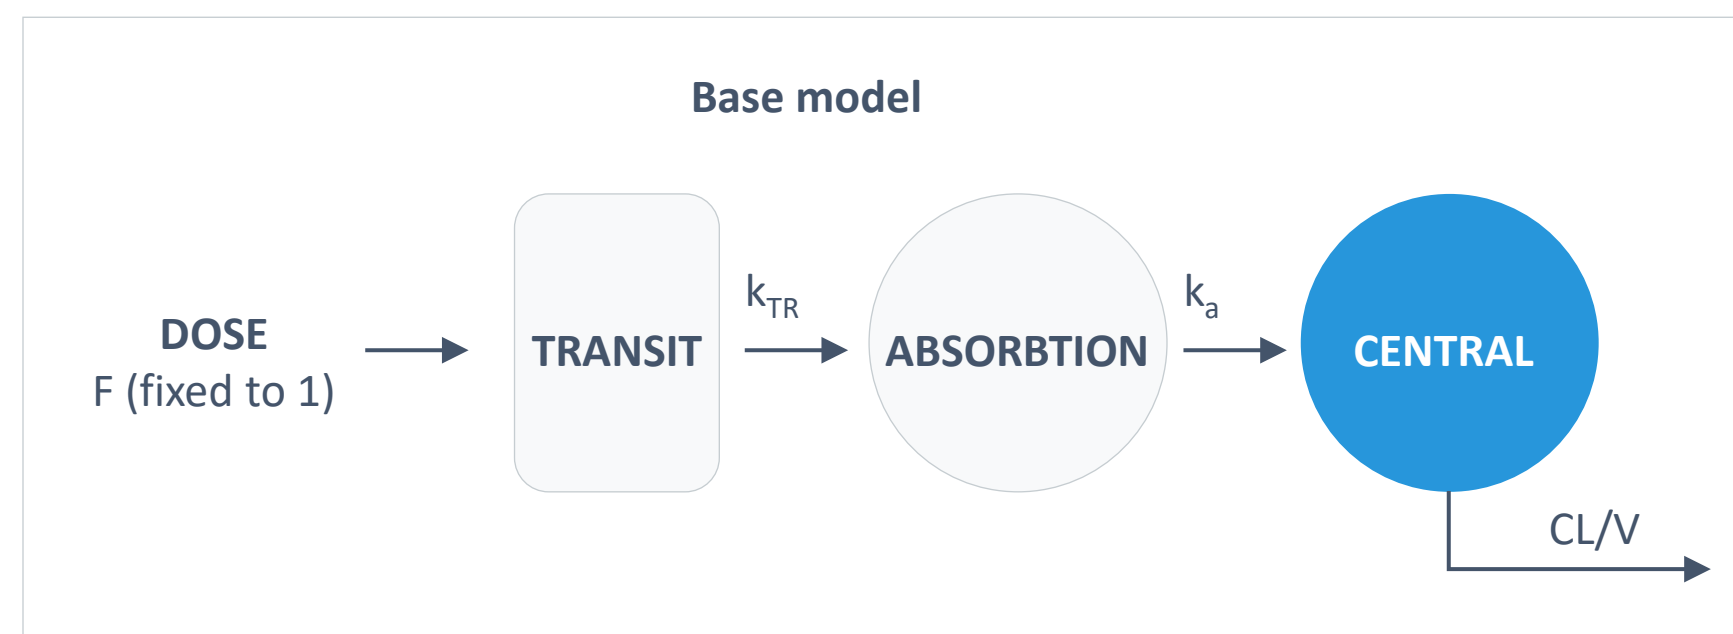 Base model
DOSE
F (fixed to 1)
TRANSIT
kTR
ABSORBTION
ka
CENTRAL
CL/V